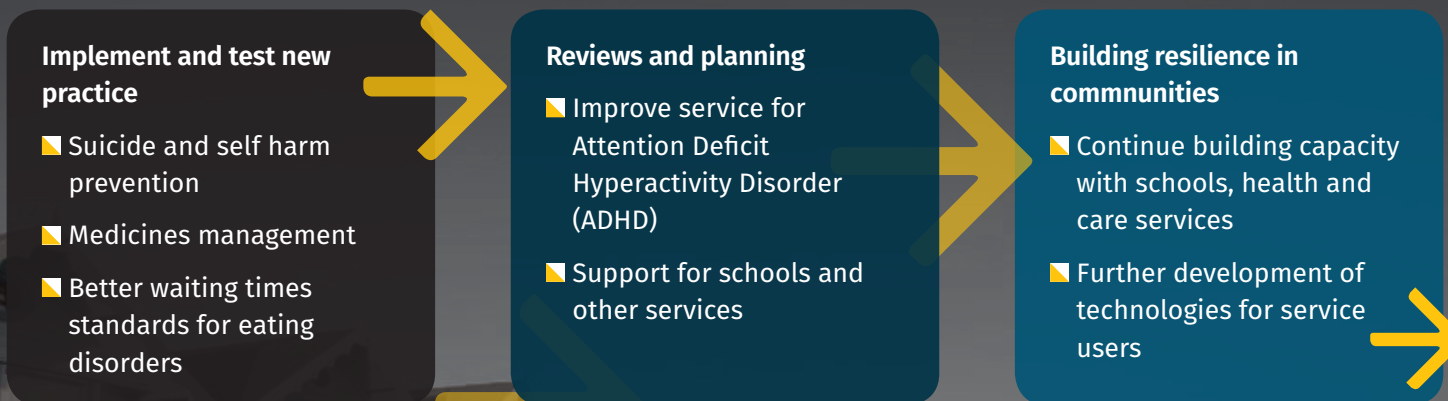 Implement and test new
practice
Suicide and self harm
prevention
Medicines management
Better waiting times
standards for eating
disorders
Reviews and planning
Improve service for
Attention Deficit
Hyperactivity Disorder
(ADHD)
Support for schools and
other services
Building resilience in
commnunities
Continue building capacity
with schools, health and
care services
Further development of
technologies for service
users